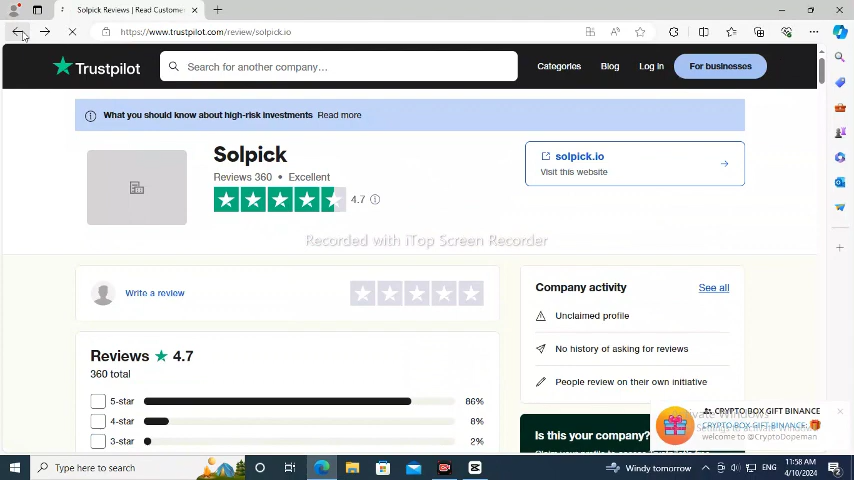 Solpick Reviews | Read Customer
https://www.trustpilot.com/review/solpick.io
Trustpilot
Search for another company...
Categories
Blog
Log in
For businesses
What you should know about high-risk investments Read more
Solpick
Reviews 360 • Excellent
4.7
solpick.io
Visit this website
Recorded with iTop Screen Recorder
Write a review
Company activity
See all
Unclaimed profile
No history of asking for reviews
People review on their own initiative
Reviews ★ 4.7
360 total
5-star 86%
4-star 8%
3-star 2%
Is this your company?
CRYPTO BOX GIFT BINANCE
CRYPTO BOX GIFT BINANCE:
welcome to @CryptoDopeman
Type here to search
Windy tomorrow
ENG
11:58 AM
4/10/2024
2